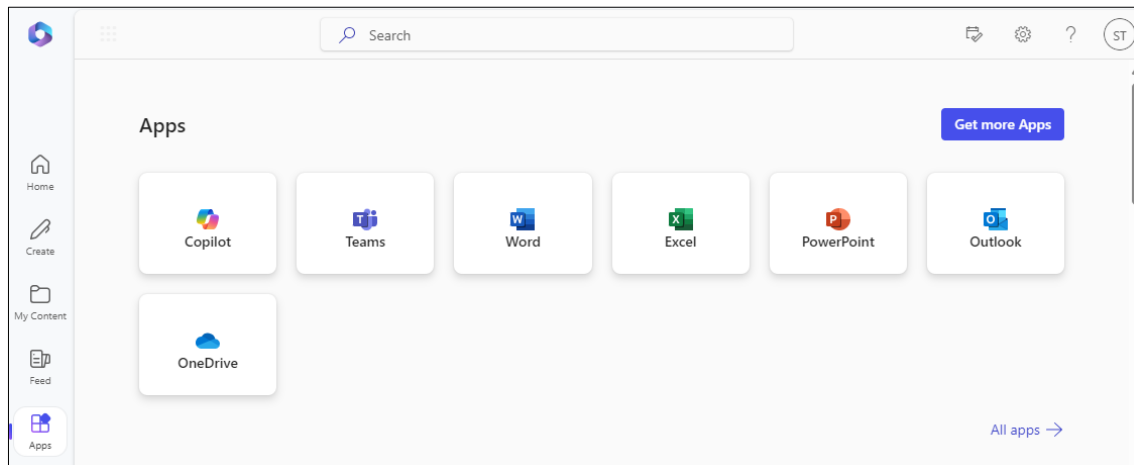 Search
?
ST
Apps
Get more Apps
Home
Create
My Content
Feed
Apps
Copilot
Teams
Word
Excel
PowerPoint
Outlook
OneDrive
All apps →